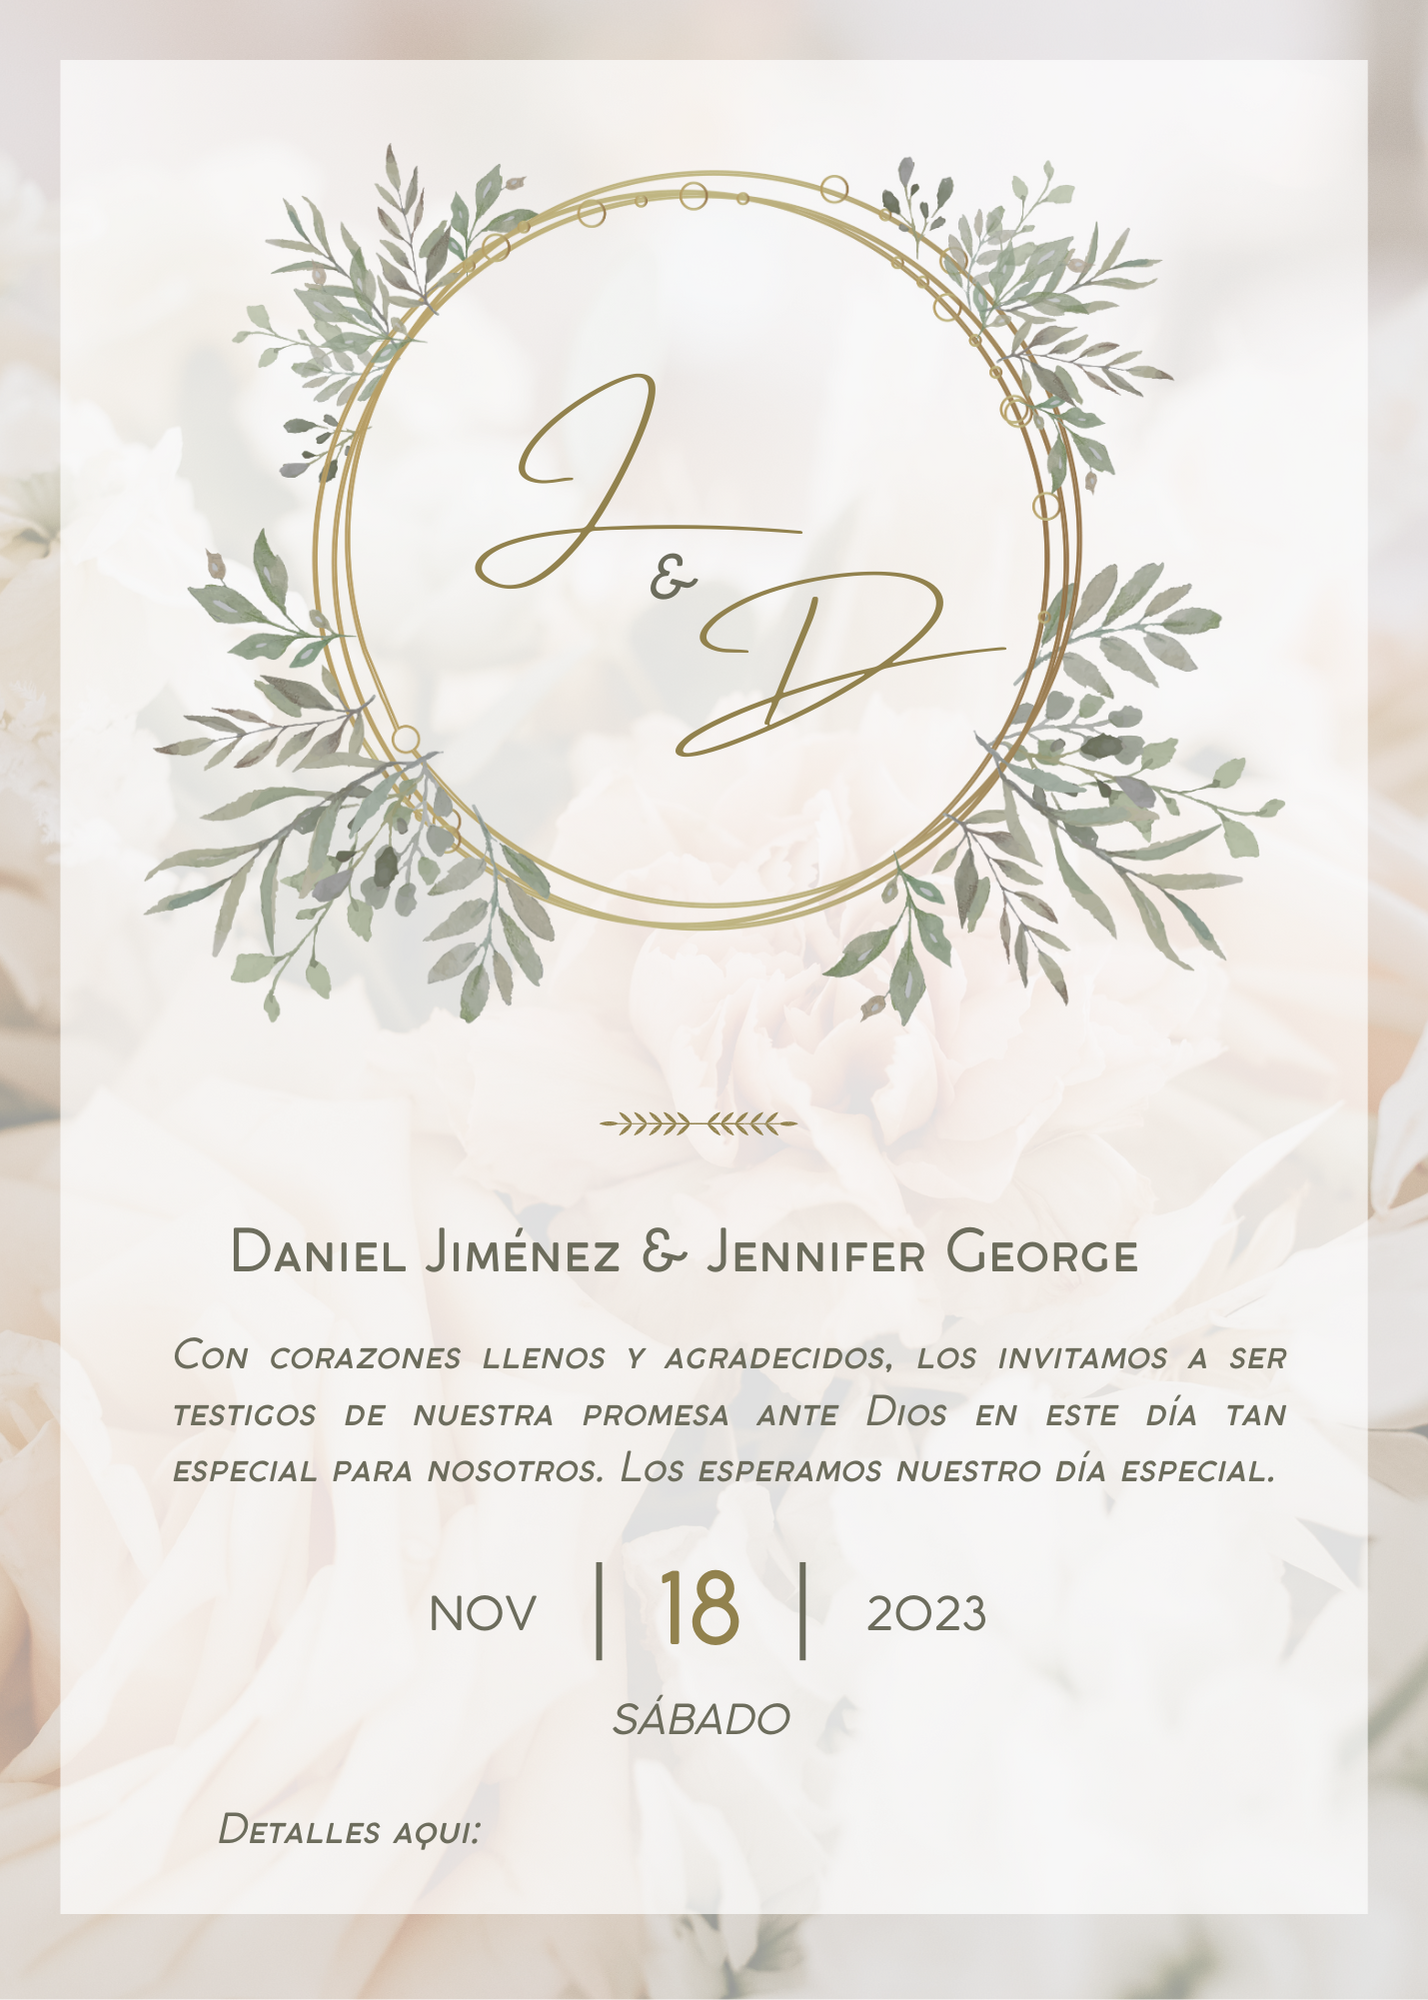 J
&
D
Daniel Jiménez & Jennifer George
Con corazones llenos y agradecidos, los invitamos a ser
testigos de nuestra promesa ante Dios en este día tan
especial para nosotros. Los esperamos nuestro día especial.
NOV | 18 | 2023
SÁBADO
Detalles aqui: